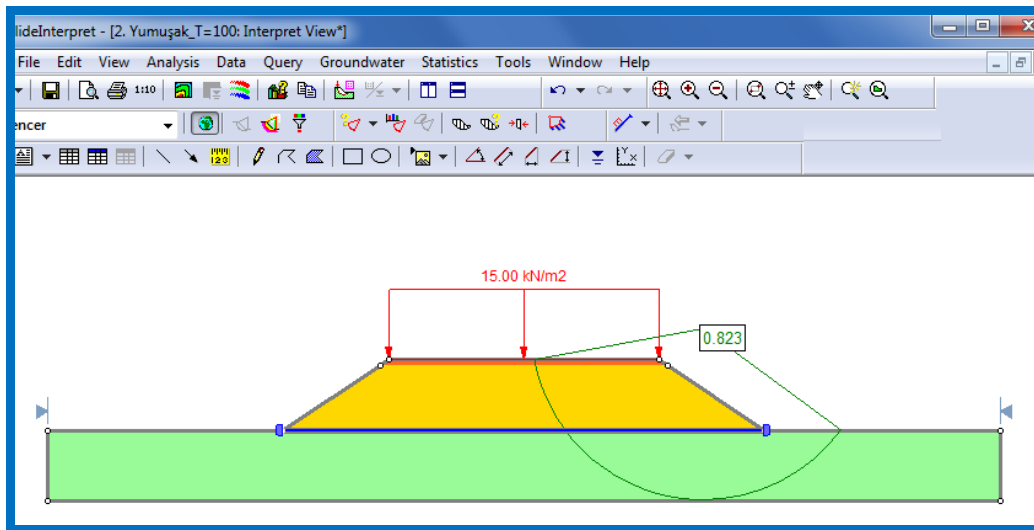 lideInterpret - [2. Yumuşak_T=100: Interpret View*]
File Edit View Analysis Data Query Groundwater Statistics Tools Window Help
1:10
encer
15.00 kN/m2
0.823